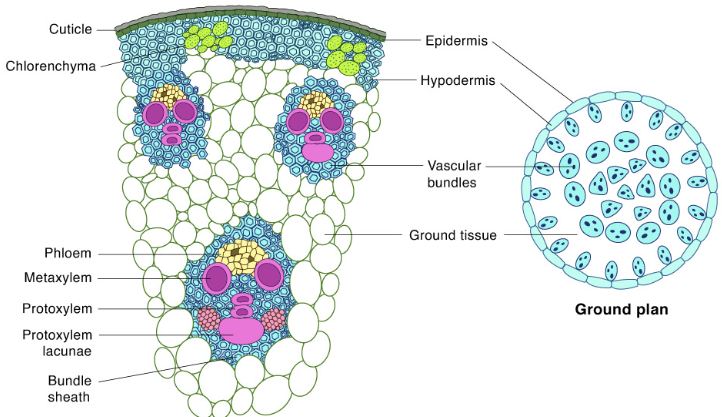 Cuticle
Epidermis
Chlorenchyma
Hypodermis
Vascular
bundles
Ground tissue
Phloem
Metaxylem
Protoxylem
Protoxylem
lacunae
Bundle
sheath
Ground plan